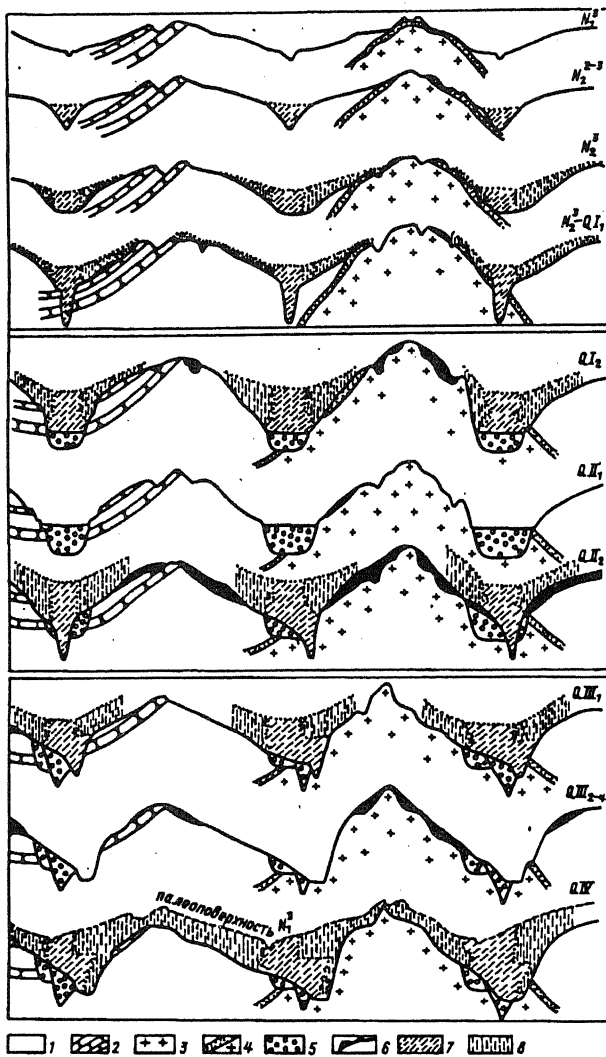 N₁³
N₂²⁻³
N₂³
N₂³-QI₁
QI₂
QII₁
QII₂
QIII₁
QIII₂₋₄
QIV
палеоповерхность N₁³
1 2 3 4 5 6 7 8